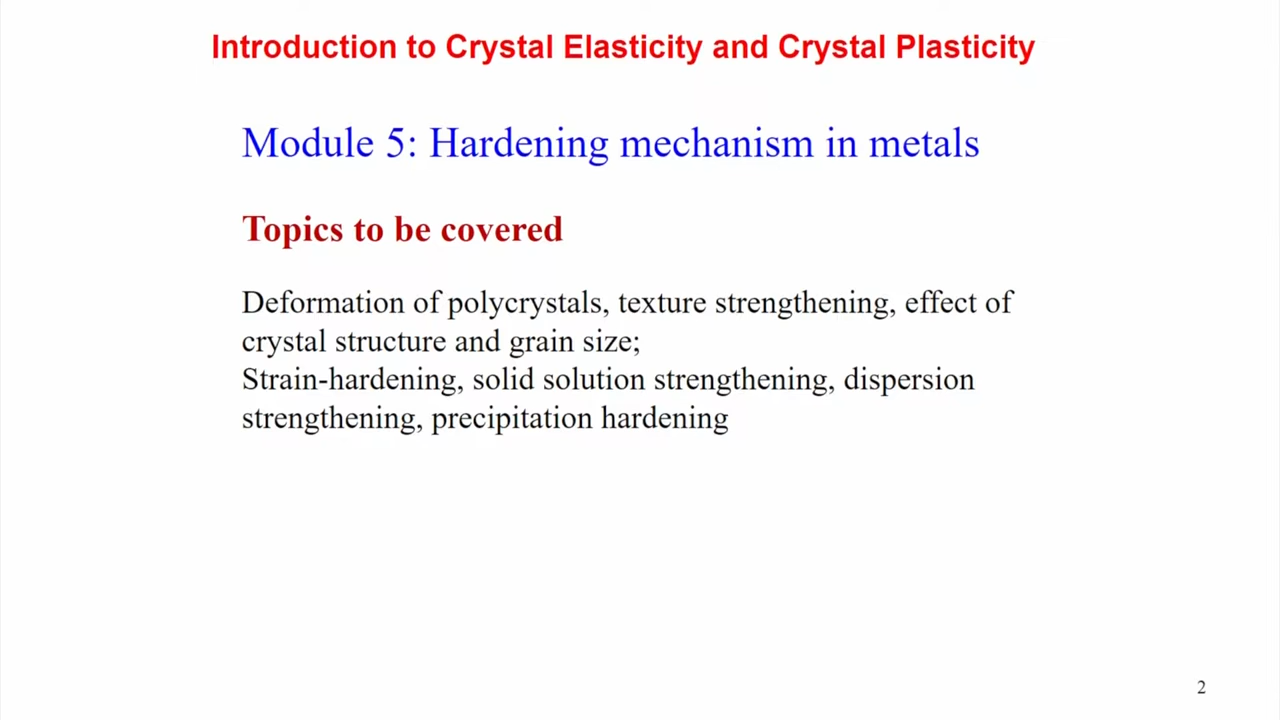 Introduction to Crystal Elasticity and Crystal Plasticity
Module 5: Hardening mechanism in metals
Topics to be covered
Deformation of polycrystals, texture strengthening, effect of
crystal structure and grain size;
Strain-hardening, solid solution strengthening, dispersion
strengthening, precipitation hardening
2